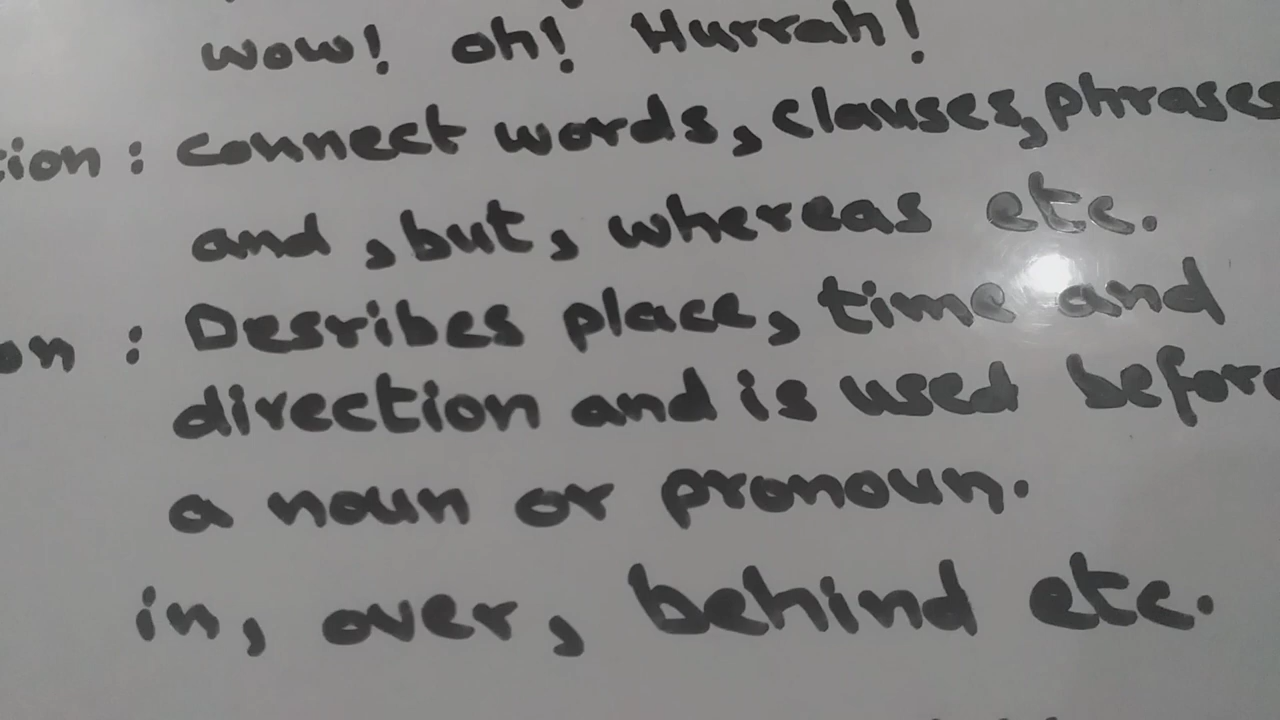 wow! oh! Hurrah!
tion : connect words, clauses, phrases
and , but, whereas etc.
on : Desribes place, time and
direction and is used before
a noun or pronoun.
in, over, behind etc.